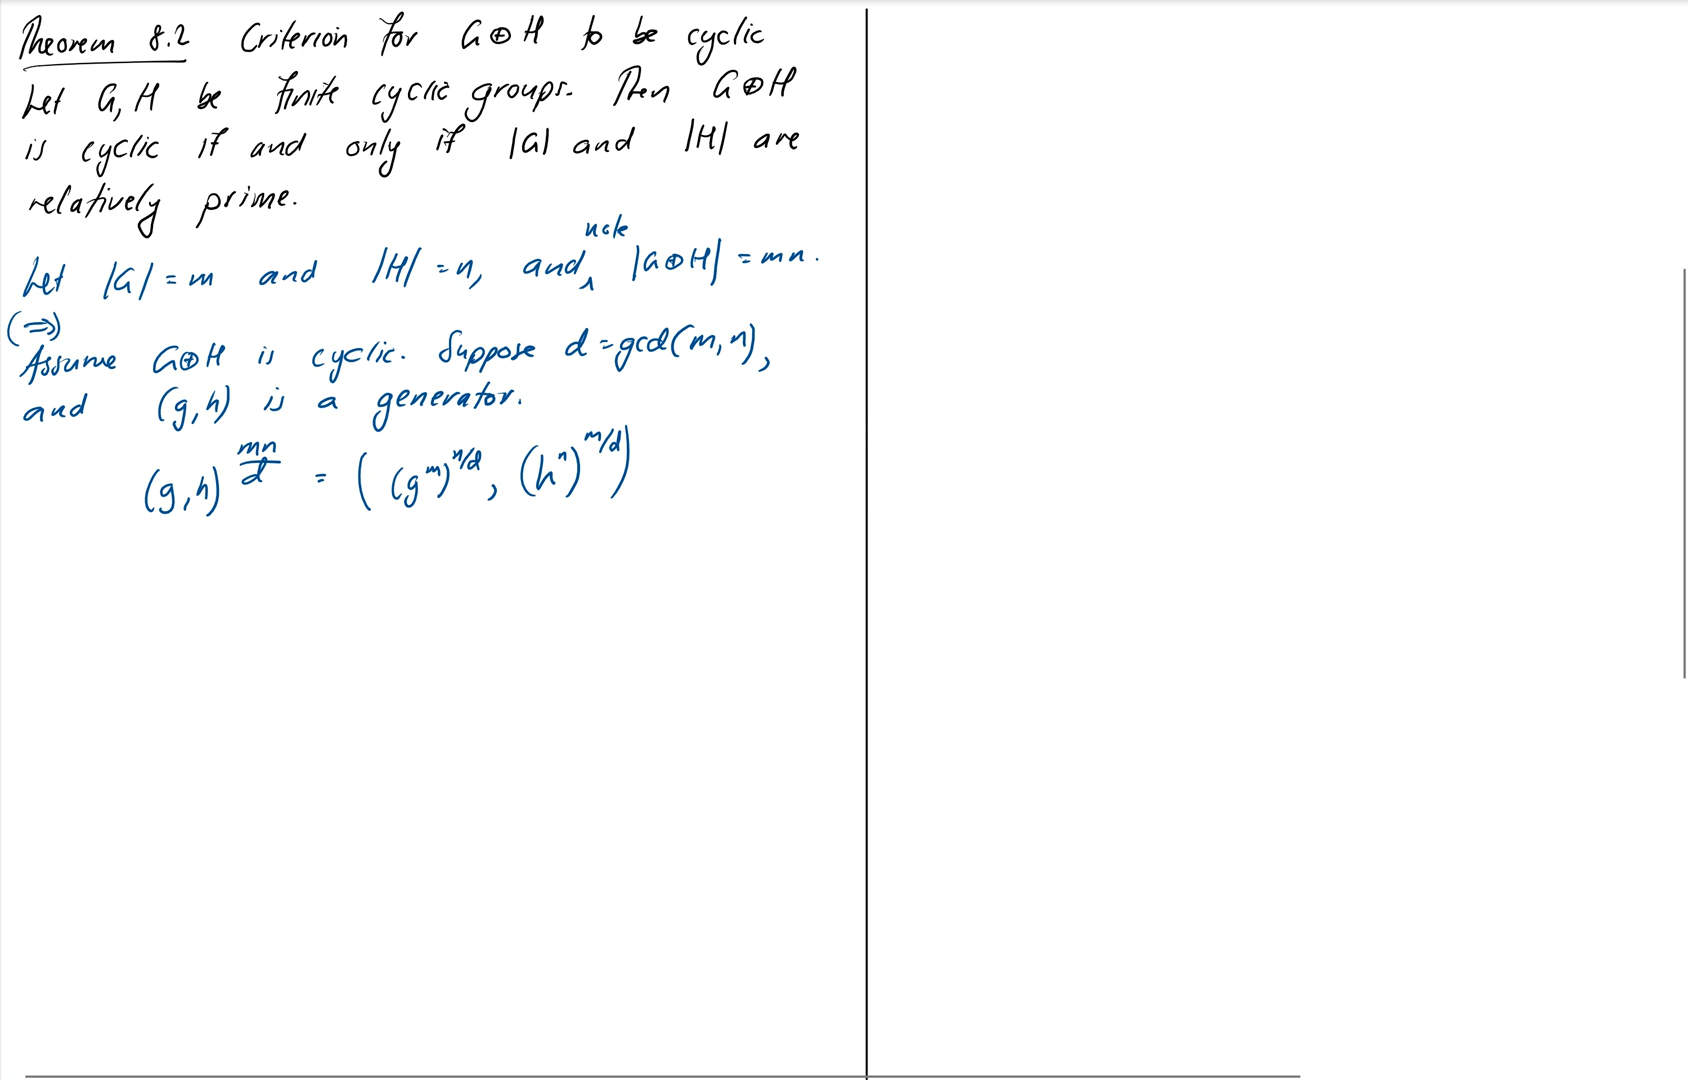 Theorem 8.2 Criterion for G⊕H to be cyclic
Let G, H be finite cyclic groups. Then G⊕H
is cyclic if and only if |G| and |H| are
relatively prime.
Let |G| = m and |H| = n, and note |G⊕H| = mn.
(⇒)
Assume G⊕H is cyclic. Suppose d = gcd(m, n),
and (g, h) is a generator.
(g, h)^{mn/d} = ((g^m)^{n/d}, (h^n)^{m/d})